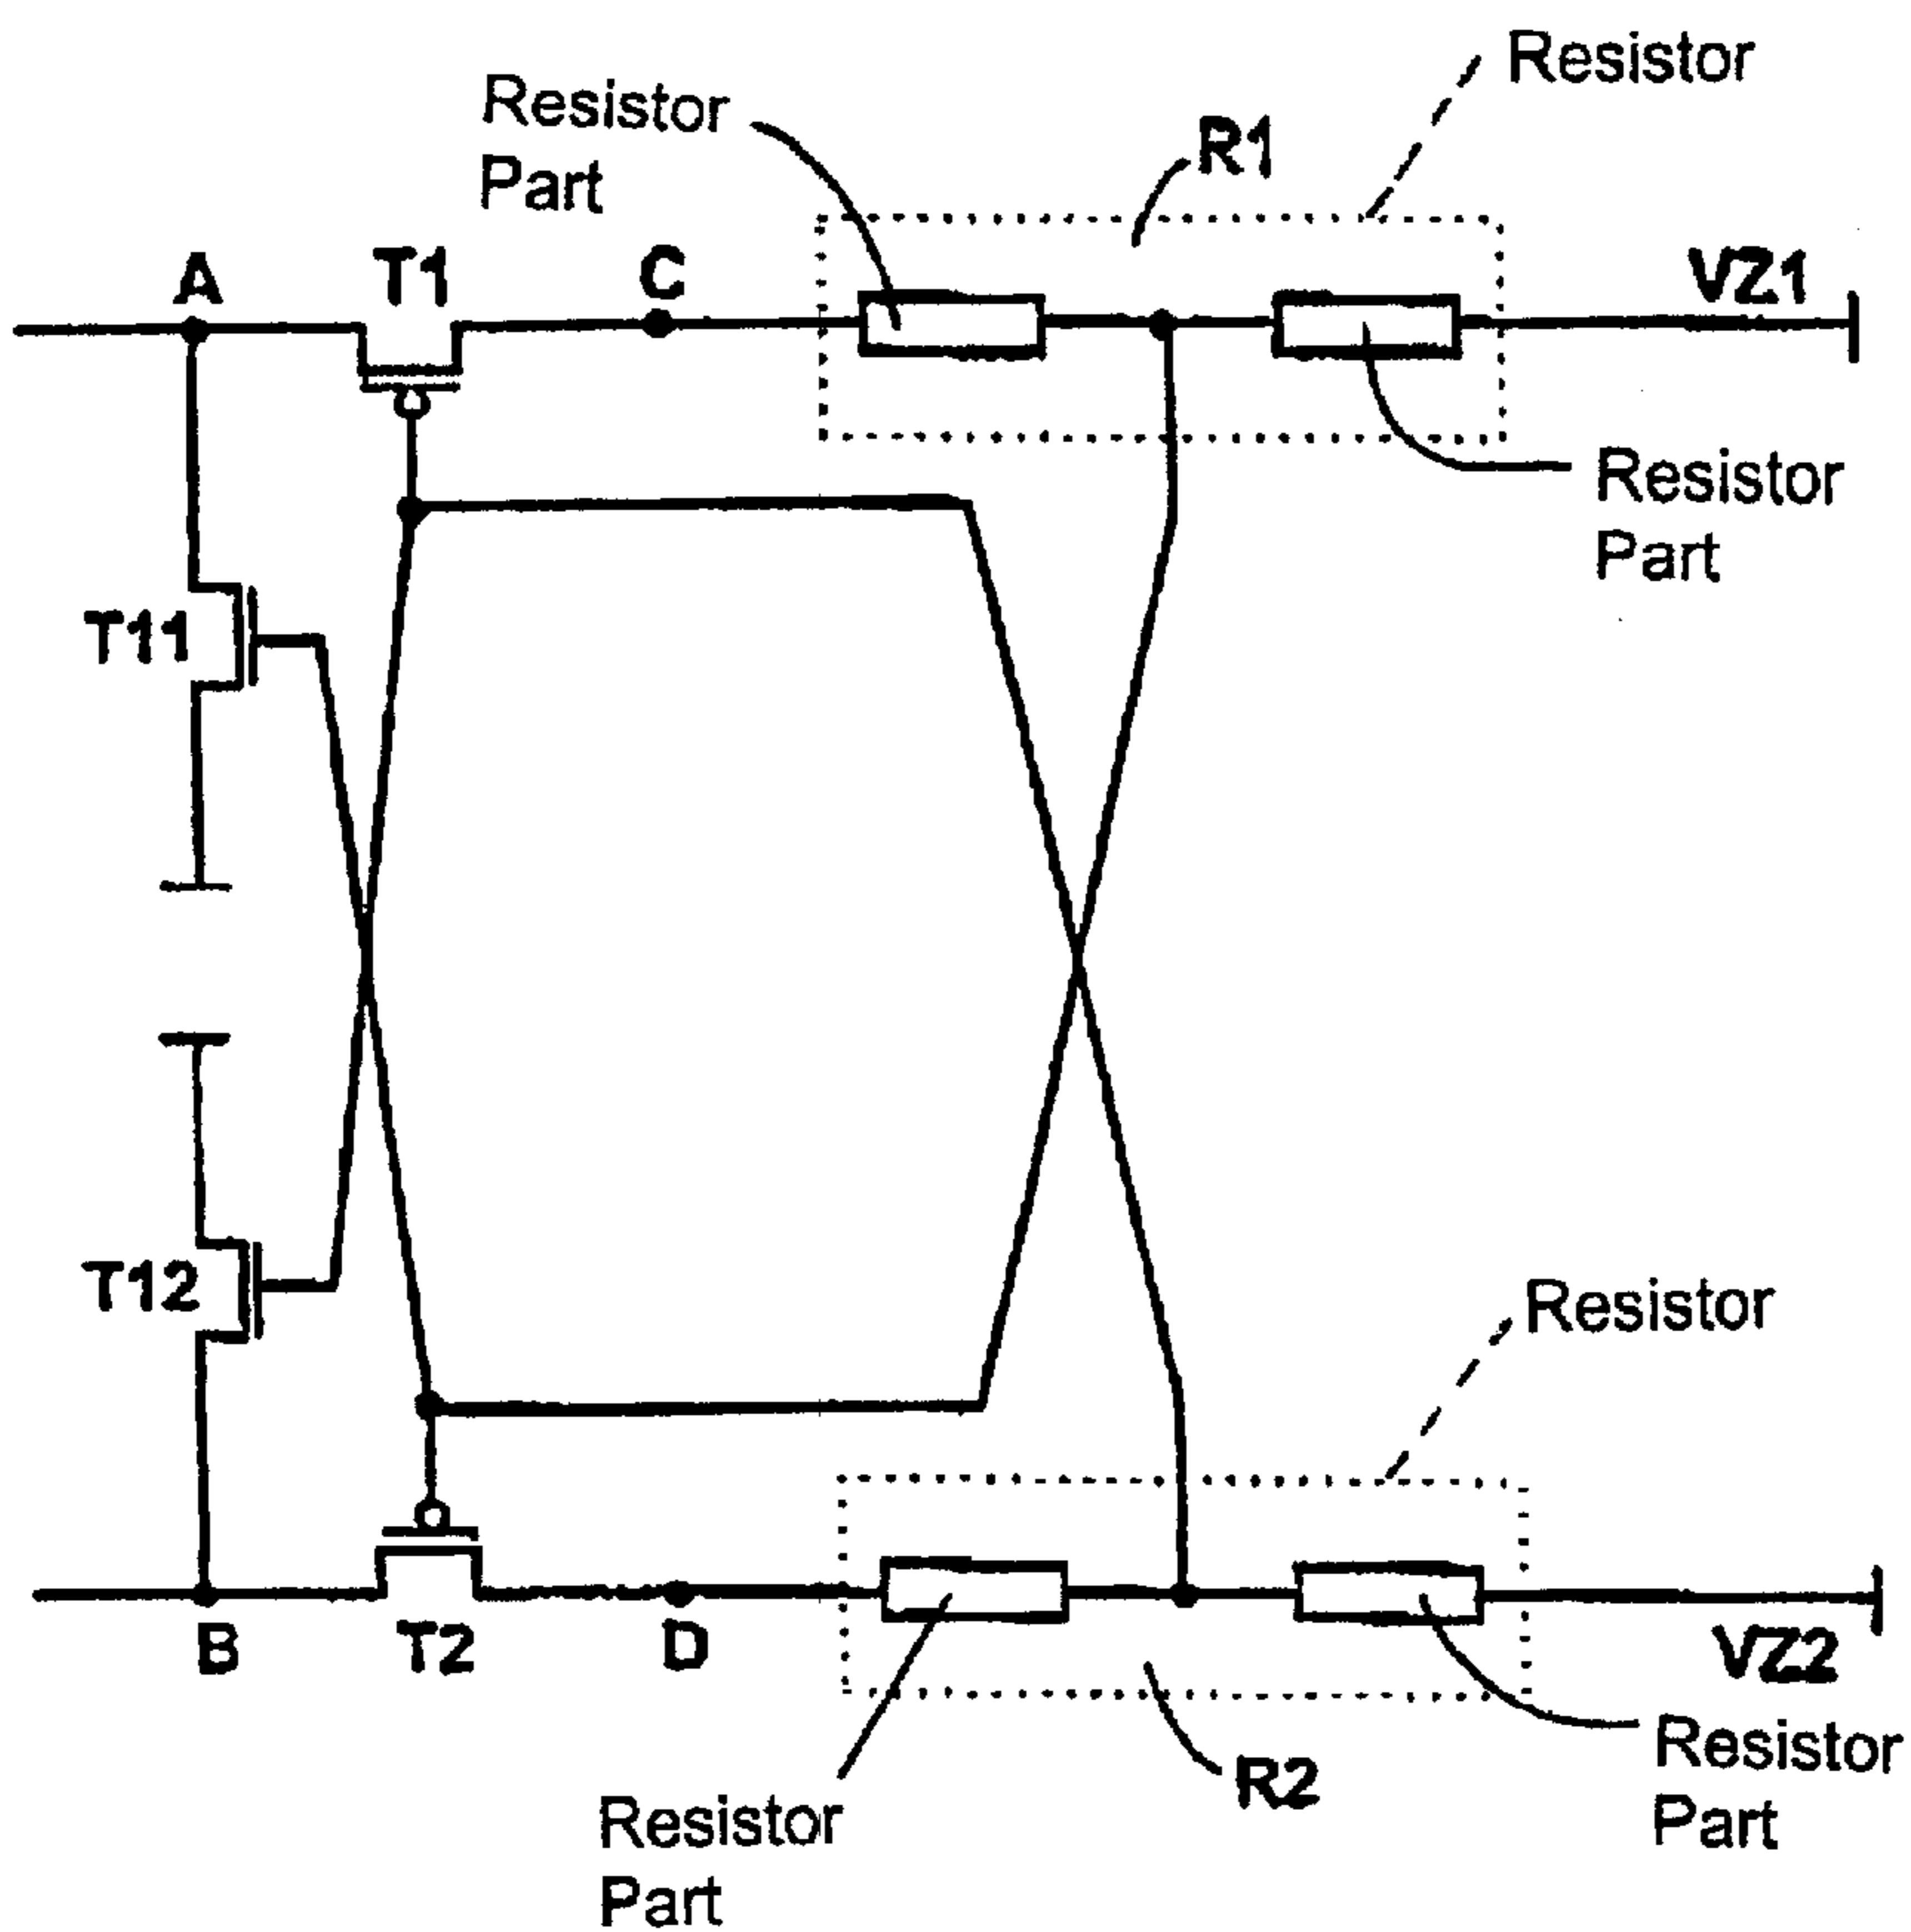 Resistor
Resistor
Part
R1
A
T1
C
VZ1
Resistor
Part
T11
T12
Resistor
B
T2
D
VZ2
R2
Resistor
Part
Resistor
Part